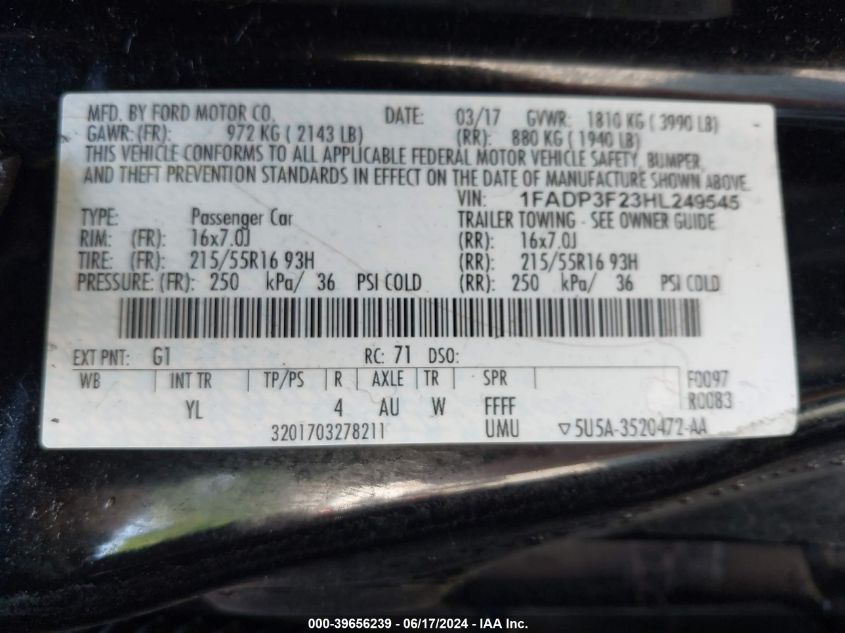 MFD. BY FORD MOTOR CO. DATE: 03/17 GVWR: 1810 KG ( 3990 LB)
GAWR: (FR): 972 KG ( 2143 LB) (RR): 880 KG ( 1940 LB)
THIS VEHICLE CONFORMS TO ALL APPLICABLE FEDERAL MOTOR VEHICLE SAFETY, BUMPER,
AND THEFT PREVENTION STANDARDS IN EFFECT ON THE DATE OF MANUFACTURE SHOWN ABOVE.
VIN: 1FADP3F23HL249545
TYPE: Passenger Car TRAILER TOWING - SEE OWNER GUIDE
RIM: (FR): 16x7.0J (RR): 16x7.0J
TIRE: (FR): 215/55R16 93H (RR): 215/55R16 93H
PRESSURE: (FR): 250 kPa/ 36 PSI COLD (RR): 250 kPa/ 36 PSI COLD
EXT PNT: G1 RC: 71 DSO:
WB INT TR TP/PS R AXLE TR SPR F0097
YL 4 AU W FFFF R0083
3201703278211 UMU ▽5U5A-3520472-AA
000-39656239 - 06/17/2024 - IAA Inc.